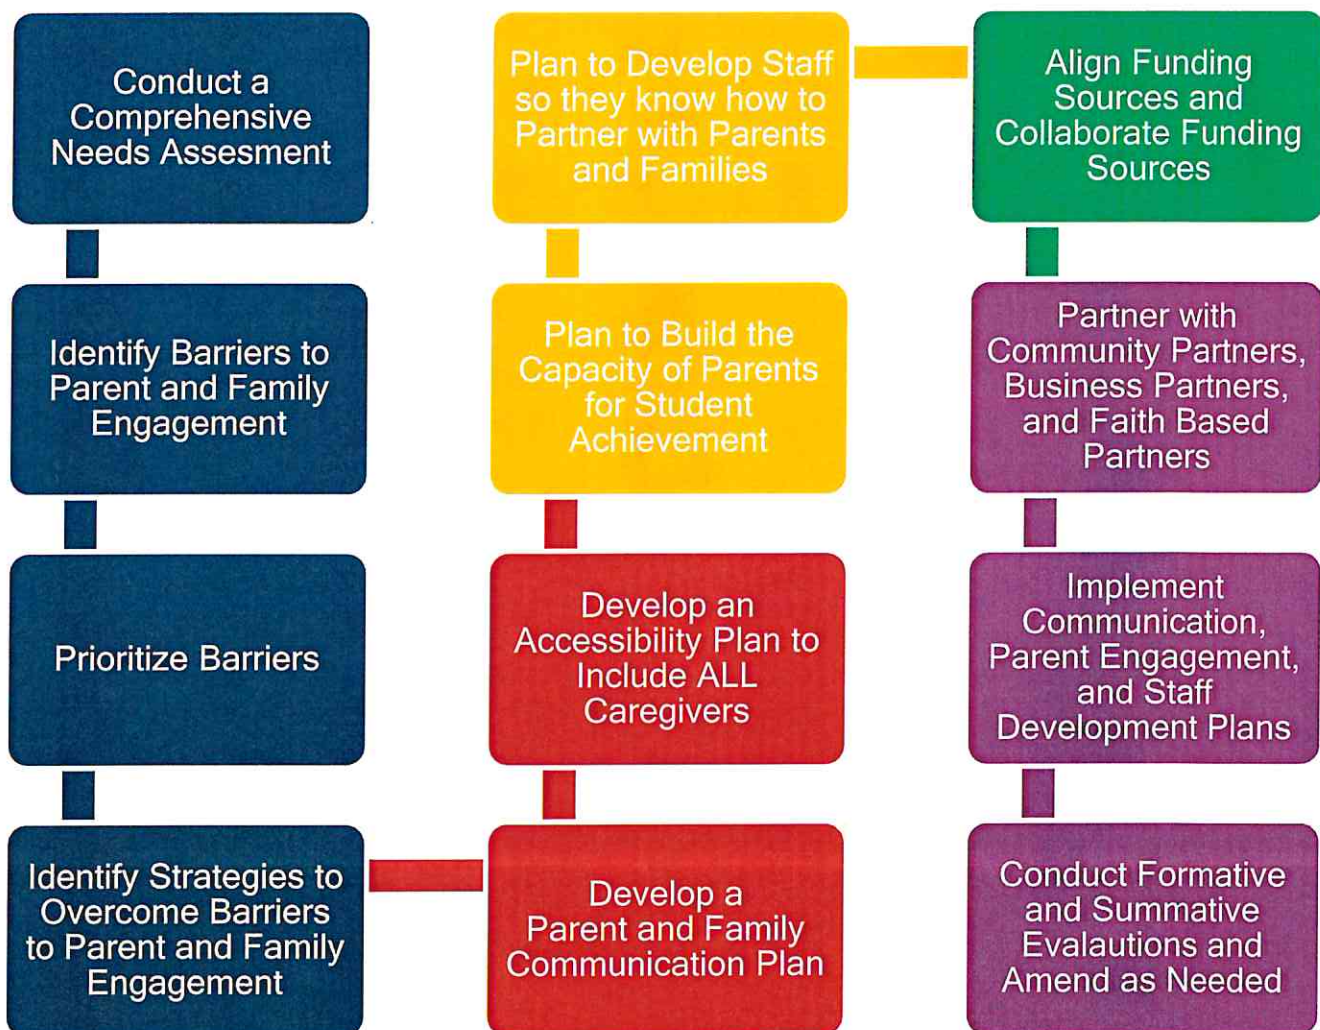 Conduct a
Comprehensive
Needs Assesment
Identify Barriers to
Parent and Family
Engagement
Prioritize Barriers
Identify Strategies to
Overcome Barriers
to Parent and Family
Engagement
Develop a
Parent and Family
Communication Plan
Develop an
Accessibility Plan to
Include ALL
Caregivers
Plan to Build the
Capacity of Parents
for Student
Achievement
Plan to Develop Staff
so they know how to
Partner with Parents
and Families
Align Funding
Sources and
Collaborate Funding
Sources
Partner with
Community Partners,
Business Partners,
and Faith Based
Partners
Implement
Communication,
Parent Engagement,
and Staff
Development Plans
Conduct Formative
and Summative
Evalautions and
Amend as Needed